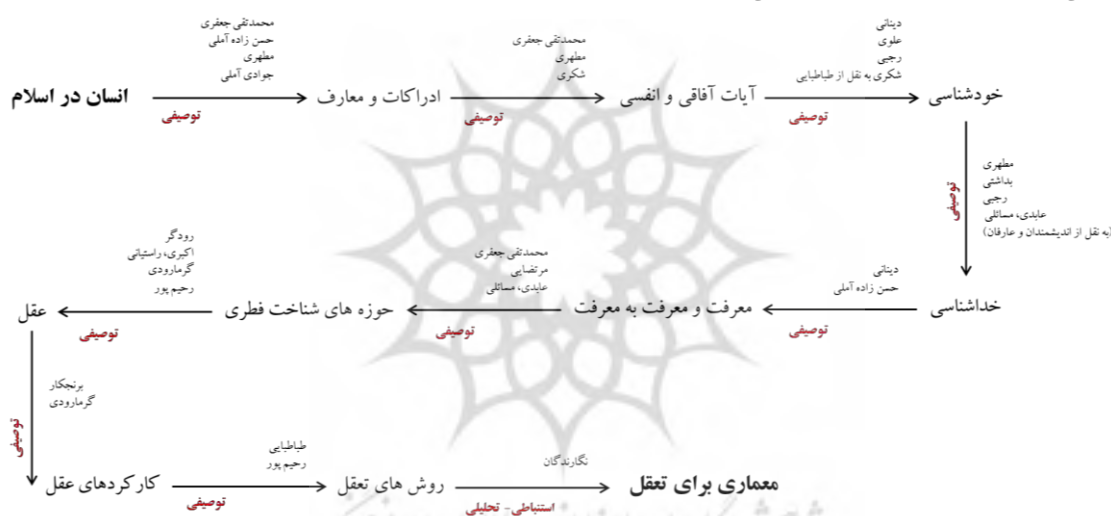 انسان در اسلام
محمدتقی جعفری
حسن زاده آملی
مطهری
جوادی آملی
توصیفی
ادراکات و معارف
محمدتقی جعفری
مطهری
شکری
توصیفی
آیات آفاقی و انفسی
دینانی
علوی
رجبی
شکری به نقل از طباطبایی
توصیفی
خودشناسی
مطهری
بداشتی
رجبی
عابدی، مسائلی
(به نقل از اندیشمندان و عارفان)
توصیفی
خداشناسی
دینانی
حسن زاده آملی
توصیفی
معرفت و معرفت به معرفت
محمدتقی جعفری
مرتضایی
عابدی، مسائلی
توصیفی
حوزه های شناخت فطری
رودگر
اکبری، راستیانی
گرمارودی
رحیم پور
توصیفی
عقل
برنجکار
گرمارودی
توصیفی
کارکردهای عقل
طباطبایی
رحیم پور
توصیفی
روش های تعقل
نگارندگان
استنباطی - تحلیلی
معماری برای تعقل